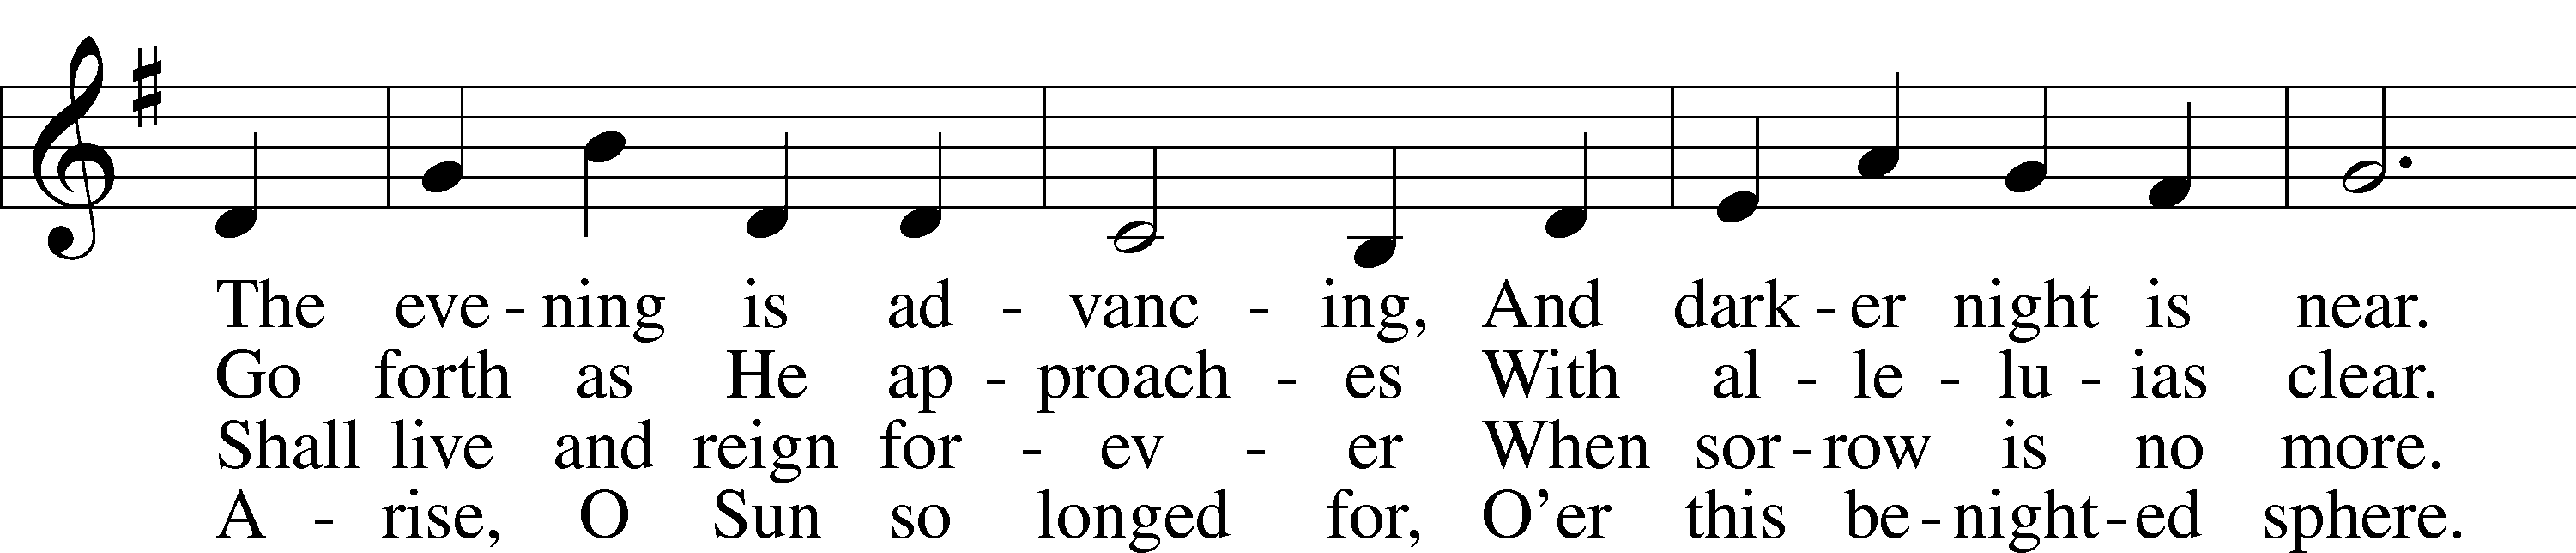 The eve - ning is ad - vanc - ing, And dark - er night is near.
Go forth as He ap - proach - es With al - le - lu - ias clear.
Shall live and reign for - ev - er When sor - row is no more.
A - rise, O Sun so longed for, O'er this be - night - ed sphere.